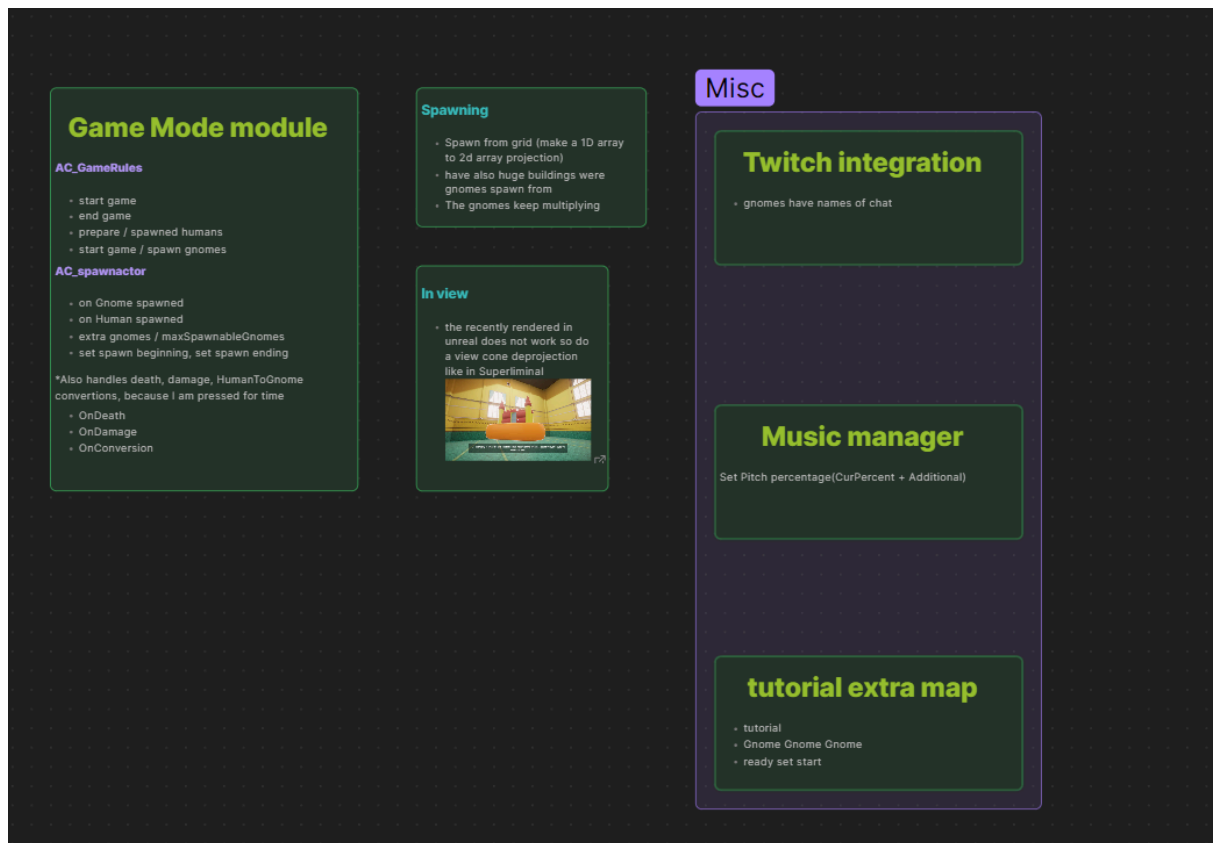 Game Mode module
AC_GameRules
start game
end game
prepare / spawned humans
start game / spawn gnomes
AC_spawnactor
on Gnome spawned
on Human spawned
extra gnomes / maxSpawnableGnomes
set spawn beginning, set spawn ending
*Also handles death, damage, HumanToGnome
convertions, because I am pressed for time
OnDeath
OnDamage
OnConversion
Spawning
Spawn from grid (make a 1D array
to 2d array projection)
have also huge buildings were
gnomes spawn from
The gnomes keep multiplying
In view
the recently rendered in
unreal does not work so do
a view cone deprojection
like in Superliminal
Misc
Twitch integration
gnomes have names of chat
Music manager
Set Pitch percentage(CurPercent + Additional)
tutorial extra map
tutorial
Gnome Gnome Gnome
ready set start